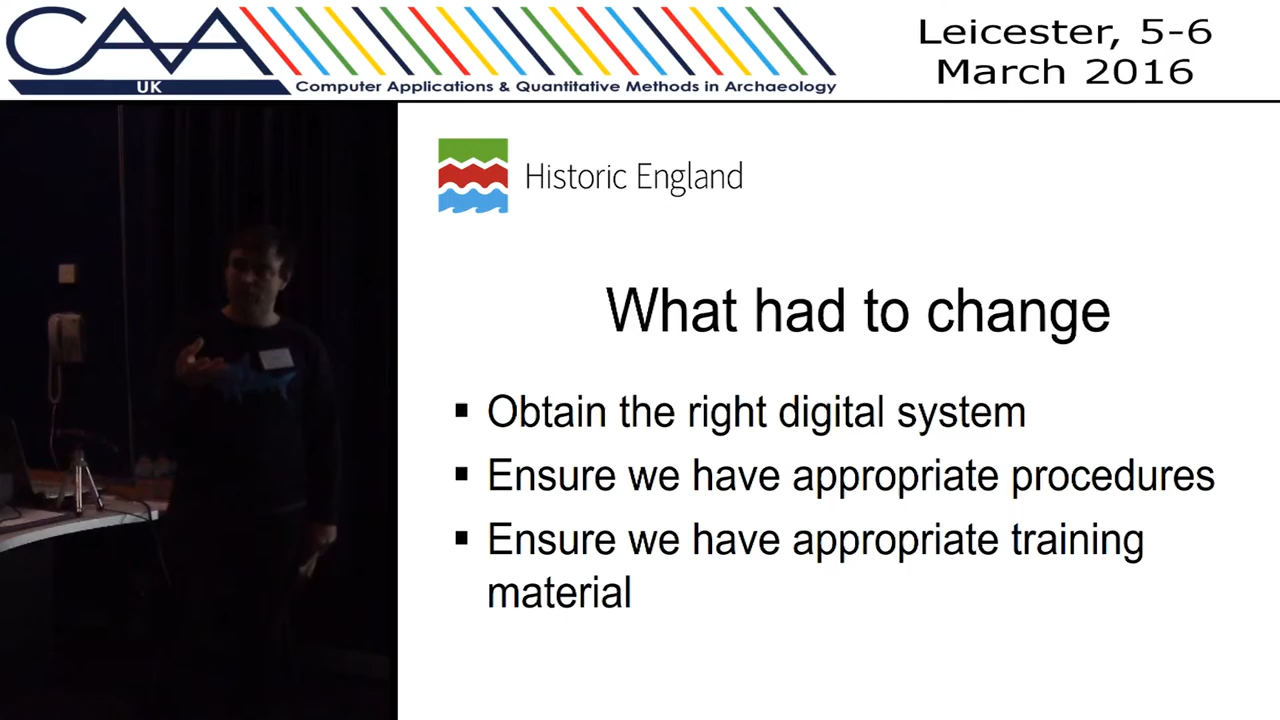 CAA
UK
Computer Applications & Quantitative Methods in Archaeology
Leicester, 5-6
March 2016
Historic England
What had to change
▪ Obtain the right digital system
▪ Ensure we have appropriate procedures
▪ Ensure we have appropriate training
material